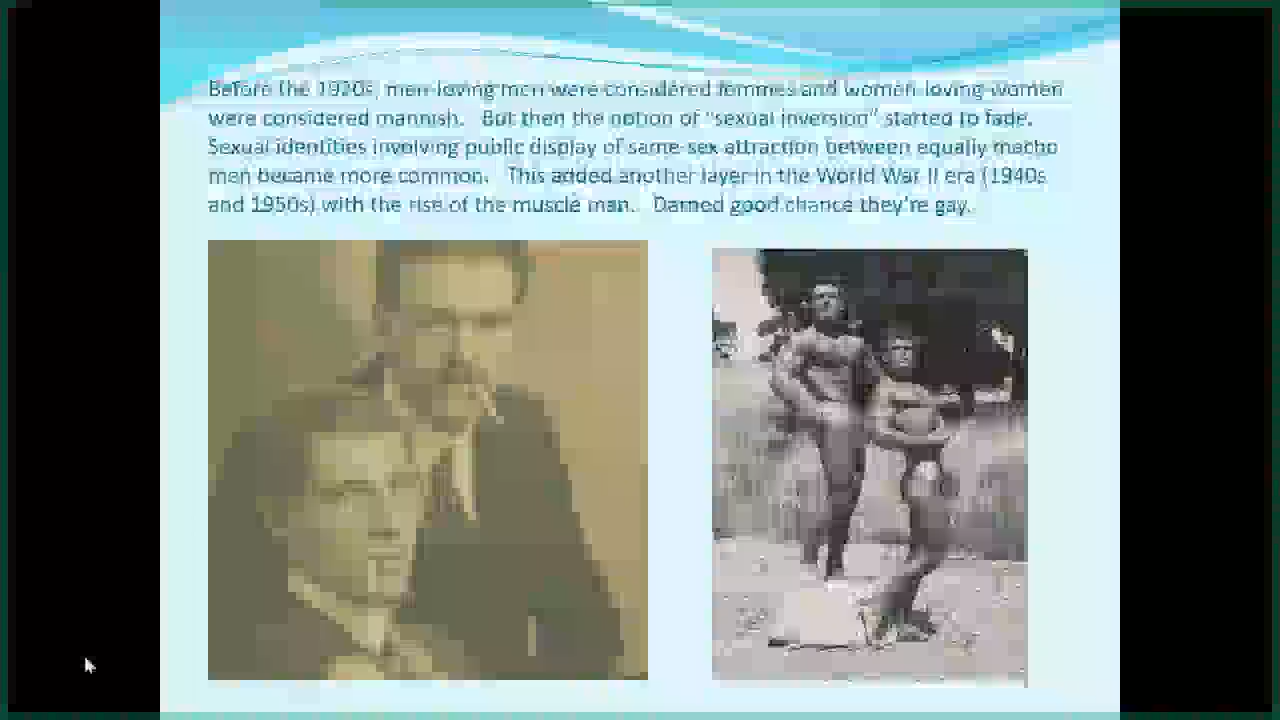 Before the 1920s, men-loving men were considered femmes and women-loving-women
were considered mannish. But then the notion of "sexual inversion" started to fade.
Sexual identities involving public display of same-sex attraction between equally macho
men became more common. This added another layer in the World War II era (1940s
and 1950s) with the rise of the muscle man. Darned good chance they're gay.